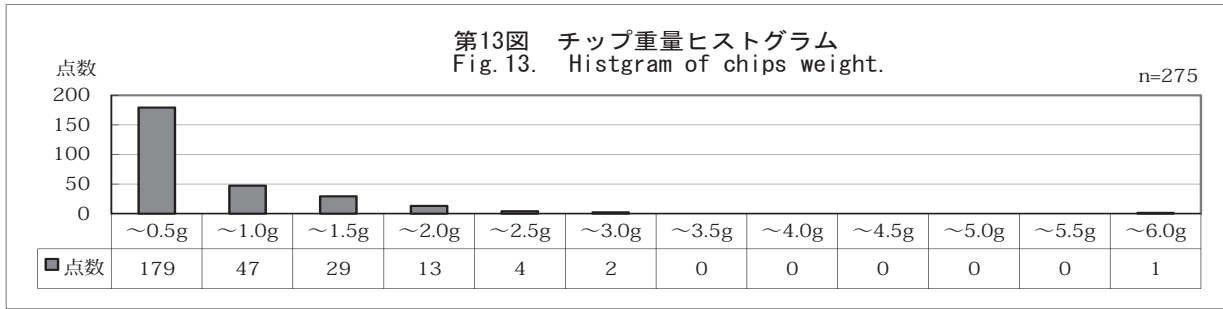 第13図 チップ重量ヒストグラム
Fig.13. Histgram of chips weight.
点数
n=275
200
150
100
50
0
～0.5g ～1.0g ～1.5g ～2.0g ～2.5g ～3.0g ～3.5g ～4.0g ～4.5g ～5.0g ～5.5g ～6.0g
点数 179 47 29 13 4 2 0 0 0 0 0 1